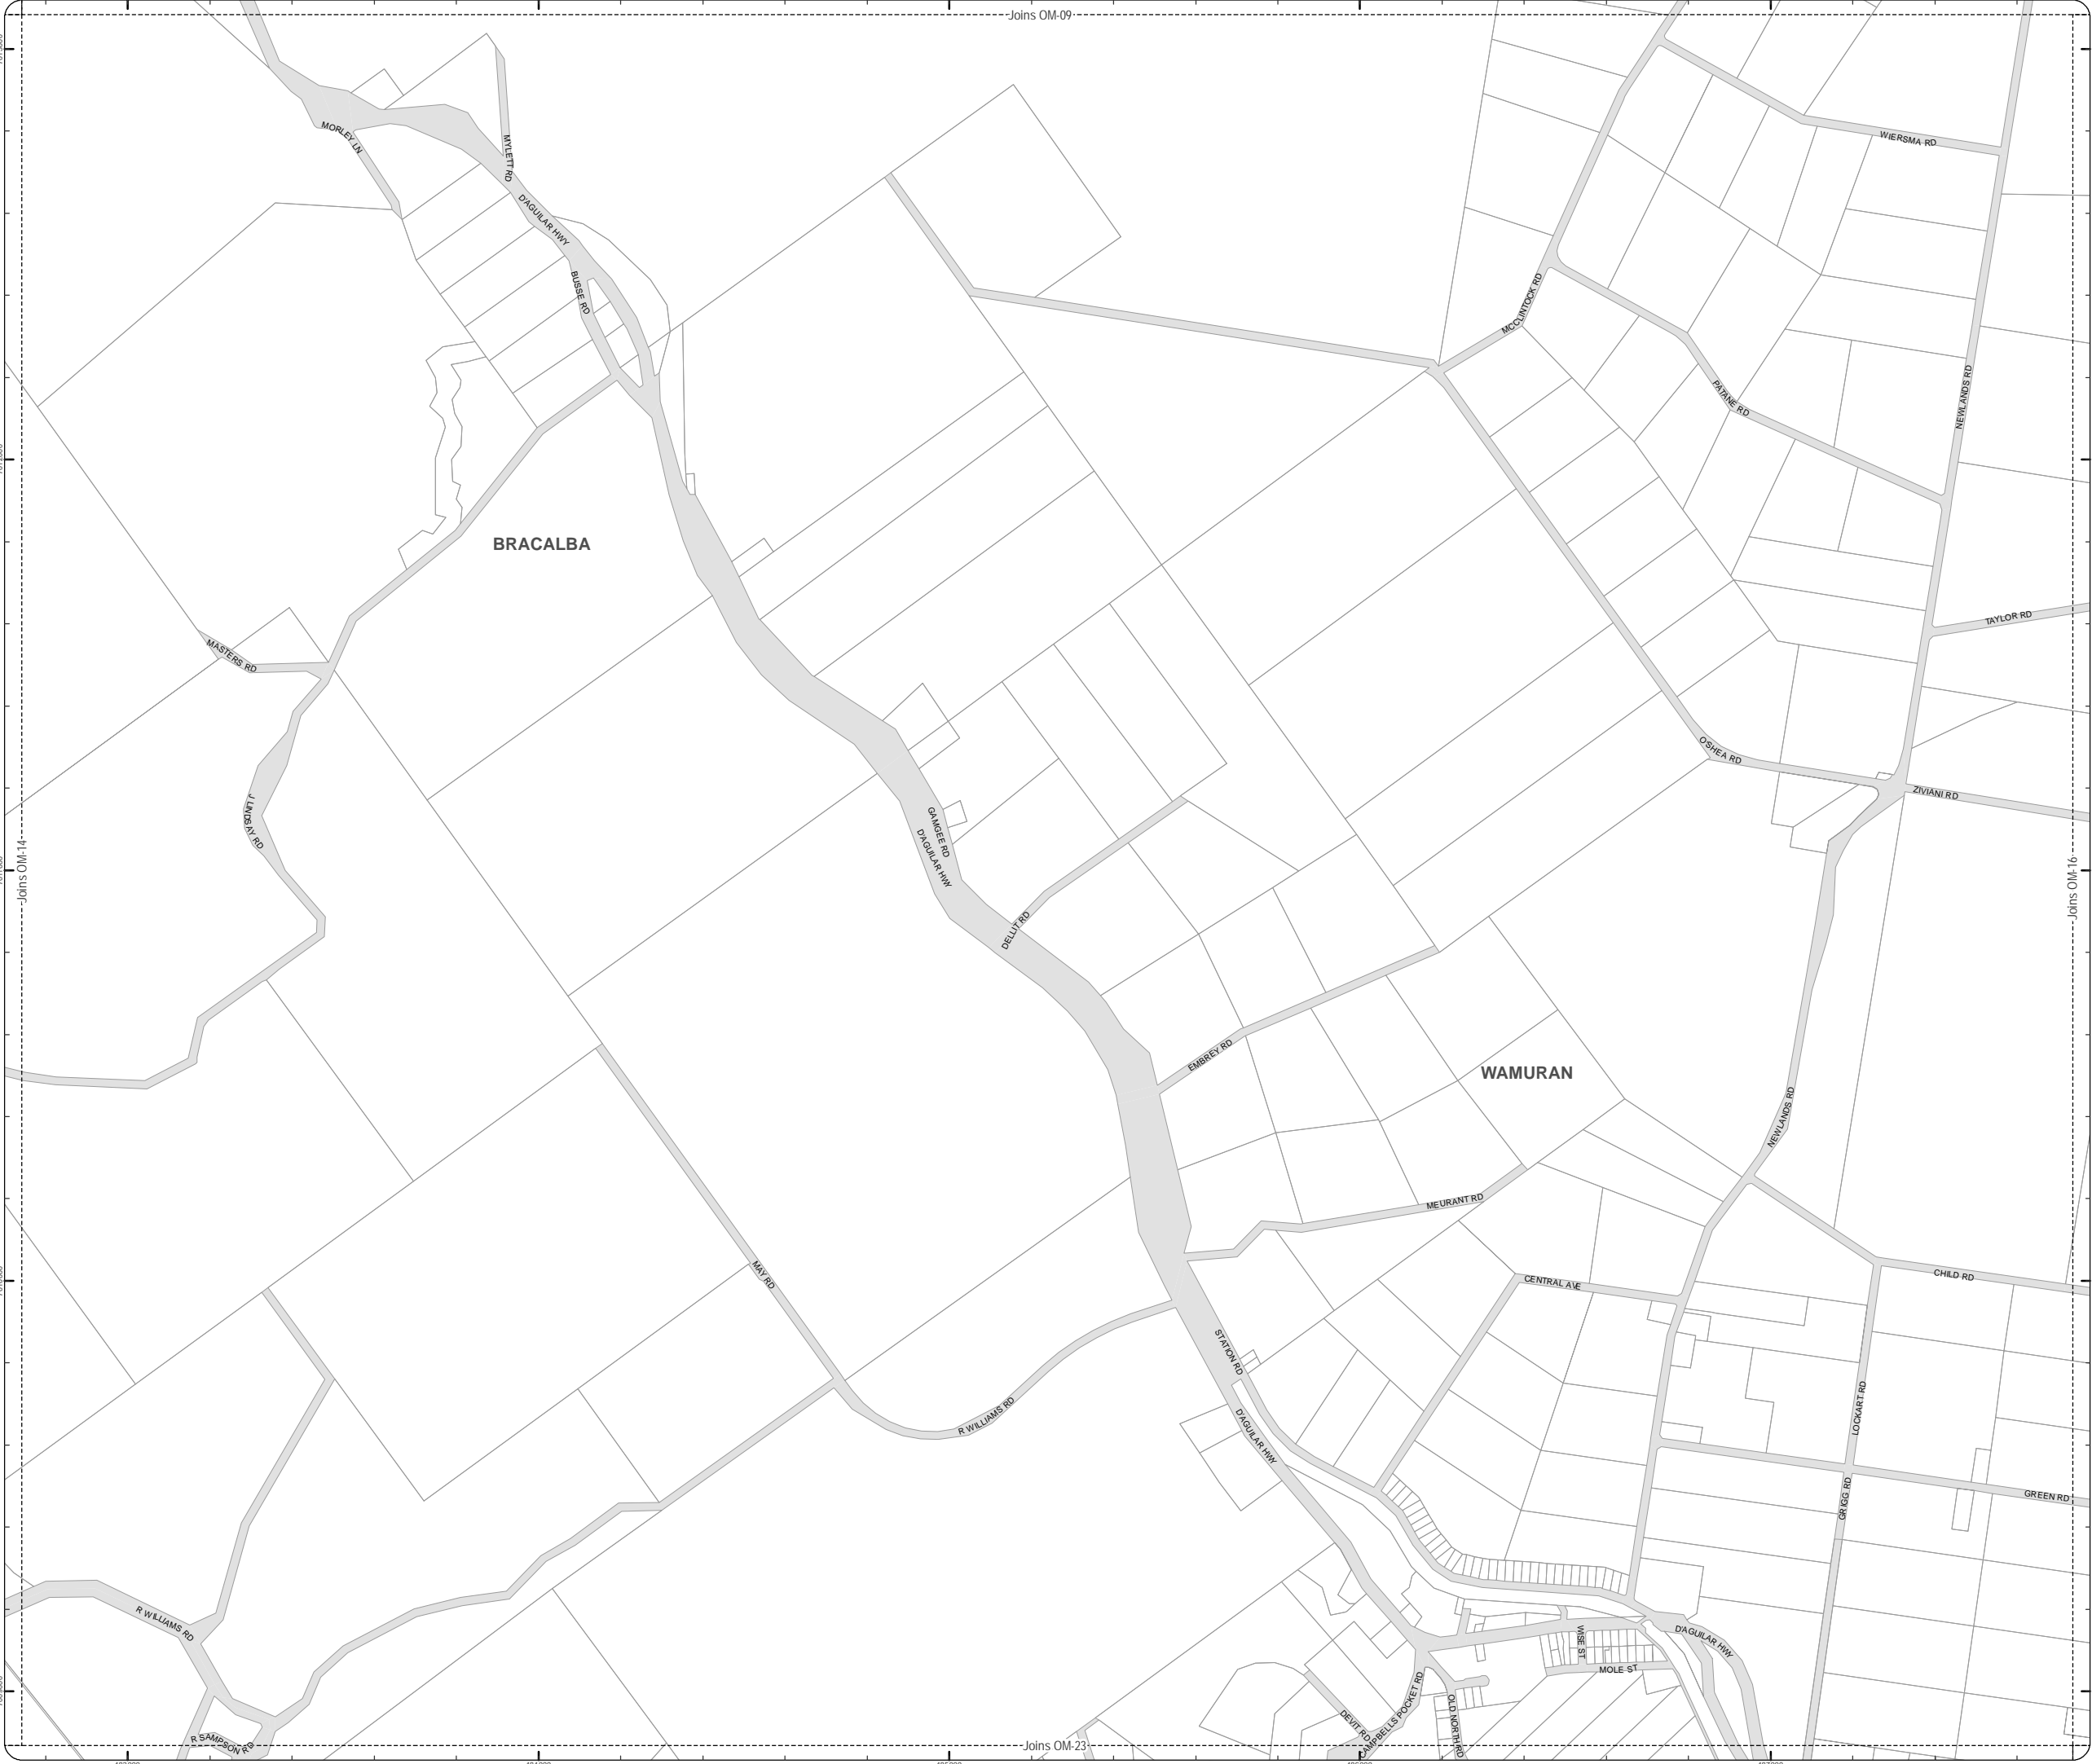 Joins OM-09
MORLEY LN
MYLETT RD
WIERSMA RD
D'AGUILAR HWY
BUSSE RD
MCCLINTOCK RD
PATANE RD
NEWLANDS RD
BRACALBA
TAYLOR RD
MASTERS RD
OSHEA RD
ZIVIANI RD
J LINDSAY RD
GAMGEE RD
D'AGUILAR HWY
Joins OM-14
Joins OM-16
DELLIT RD
EMBREY RD
WAMURAN
NEWLANDS RD
MEURANT RD
MAY RD
CENTRAL AVE
CHILD RD
STATION RD
R WILLIAMS RD
D'AGUILAR HWY
LOCKART RD
GRIGG RD
GREEN RD
R WILLIAMS RD
WISE ST
D'AGUILAR HWY
MOLE ST
R SAMPSON RD
DEVIT RD
CAMPBELLS POCKET RD
OLD NORTH RD
Joins OM-23